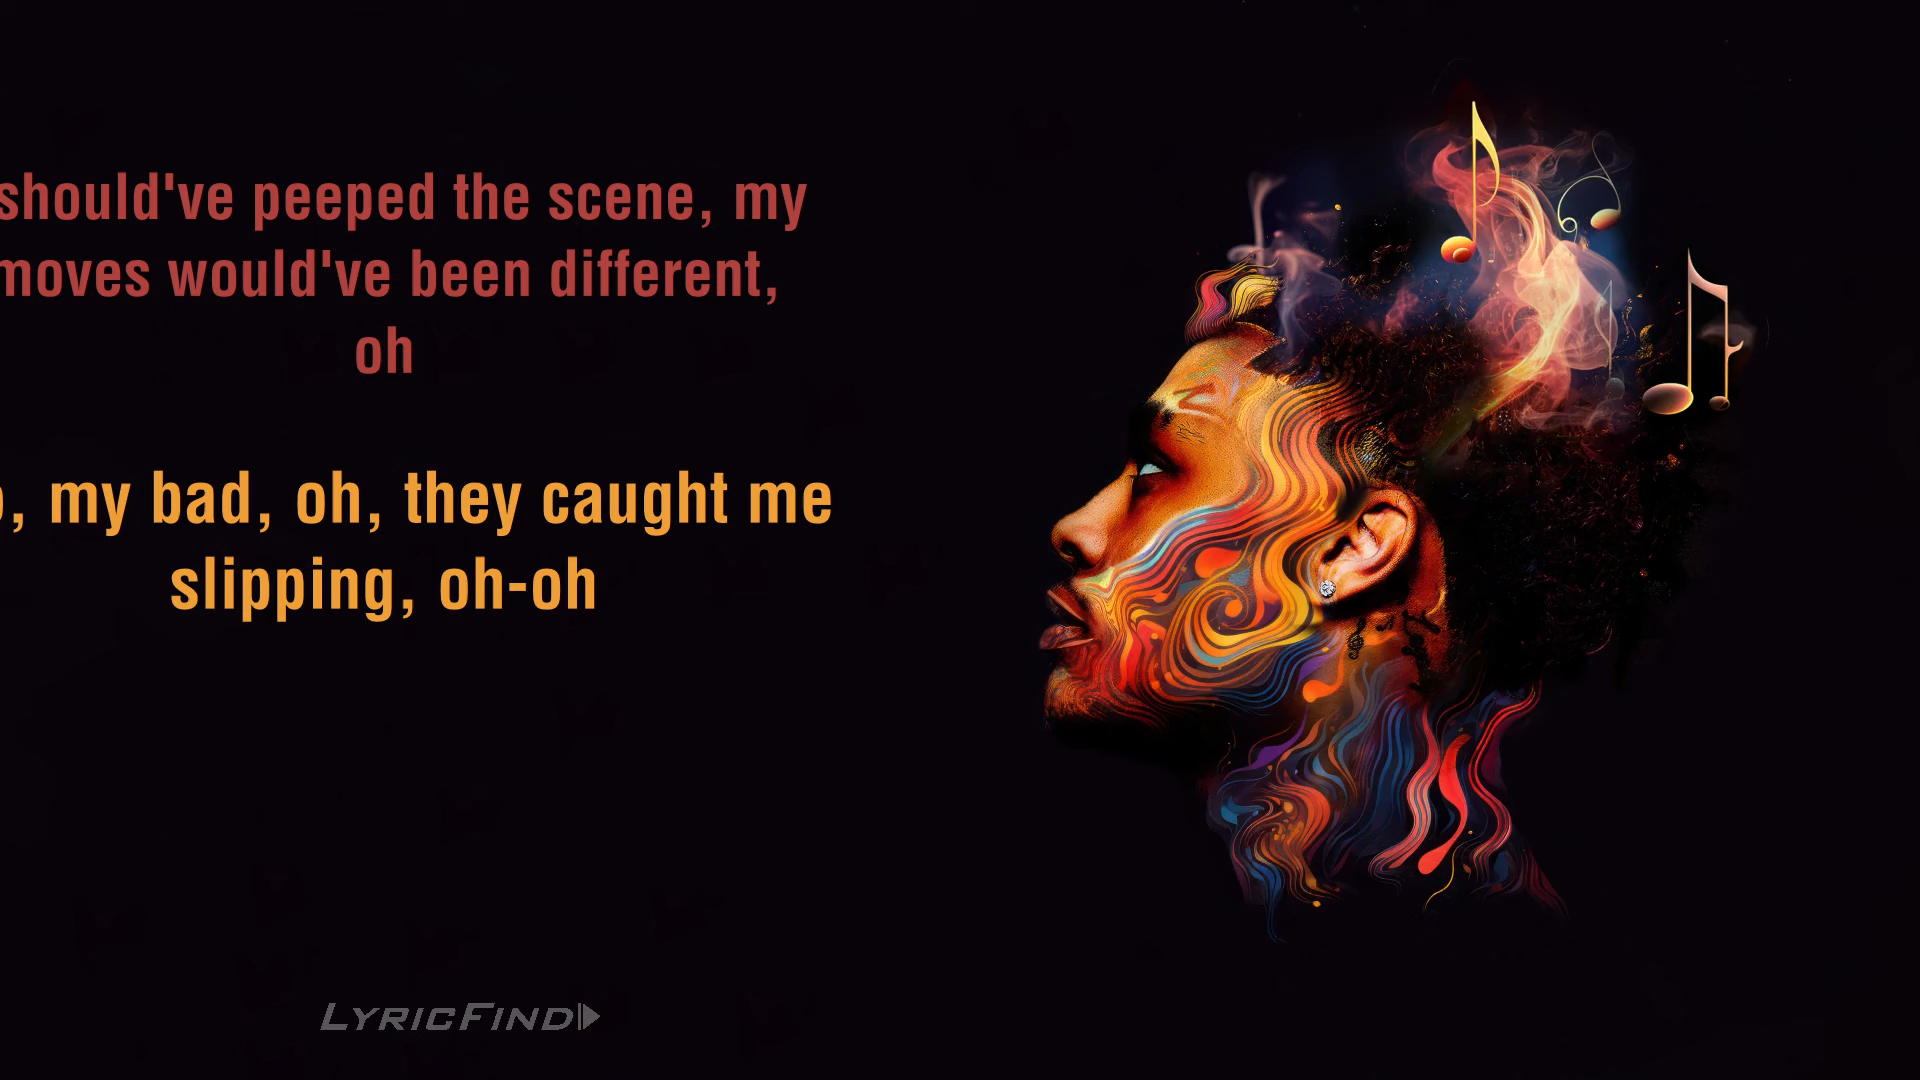 should've peeped the scene, my
moves would've been different,
oh
my bad, oh, they caught me
slipping, oh-oh
LYRICFIND